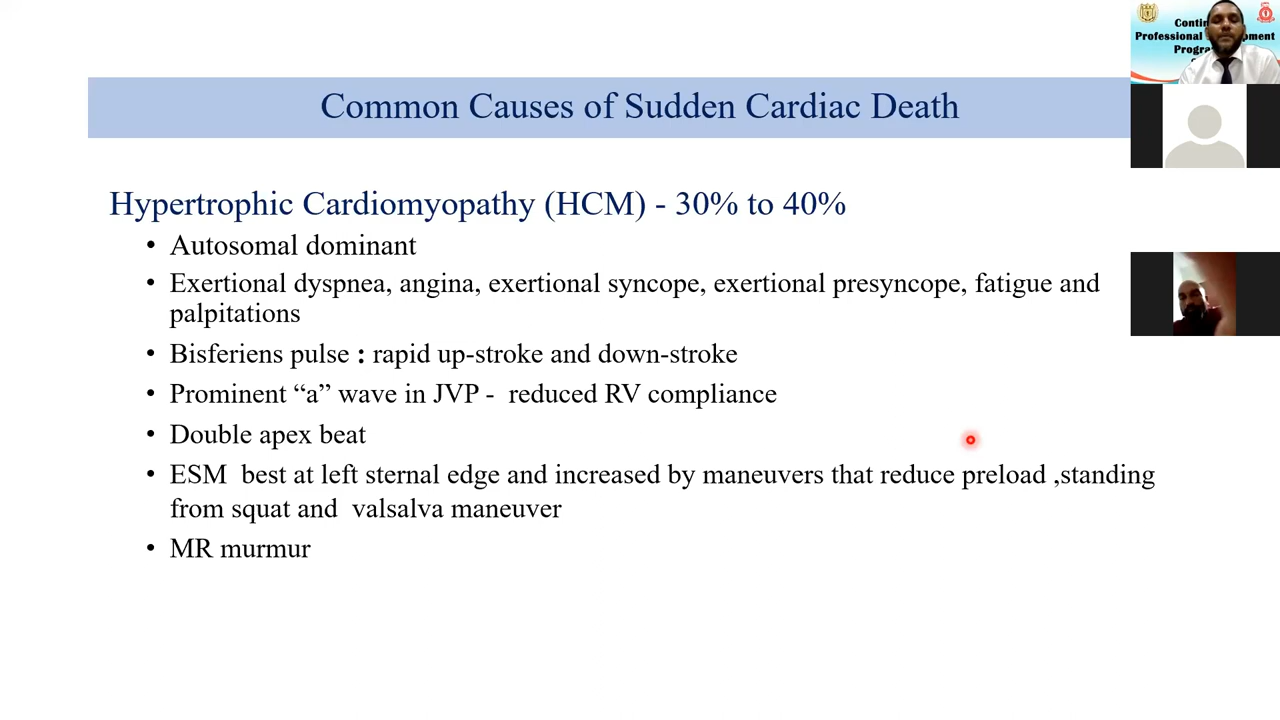 Common Causes of Sudden Cardiac Death
Hypertrophic Cardiomyopathy (HCM) - 30% to 40%
• Autosomal dominant
• Exertional dyspnea, angina, exertional syncope, exertional presyncope, fatigue and
palpitations
• Bisferiens pulse : rapid up-stroke and down-stroke
• Prominent “a” wave in JVP - reduced RV compliance
• Double apex beat
• ESM best at left sternal edge and increased by maneuvers that reduce preload ,standing
from squat and valsalva maneuver
• MR murmur
Professional